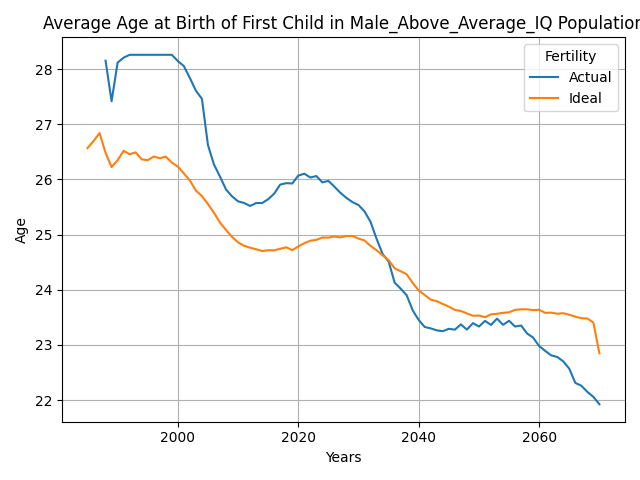 Average Age at Birth of First Child in Male_Above_Average_IQ Population
Fertility
Actual
Ideal
28
27
26
25
24
23
22
Age
2000
2020
2040
2060
Years